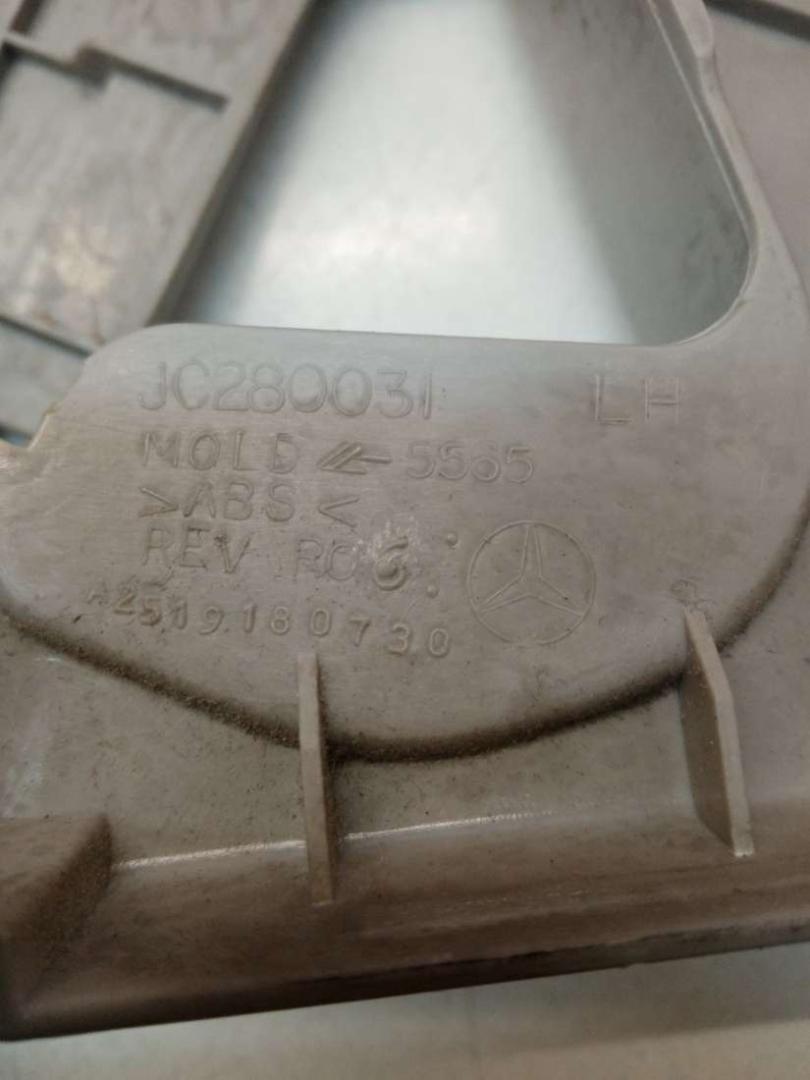 JC280031 LH
MOLD 5565
>ABS<
REV R06
A2519180730